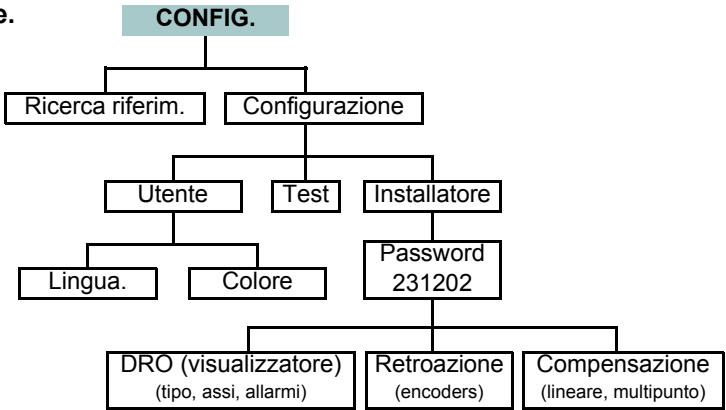 e.
CONFIG.
Ricerca riferim.
Configurazione
Utente
Test
Installatore
Lingua.
Colore
Password
231202
DRO (visualizzatore)
(tipo, assi, allarmi)
Retroazione
(encoders)
Compensazione
(lineare, multipunto)